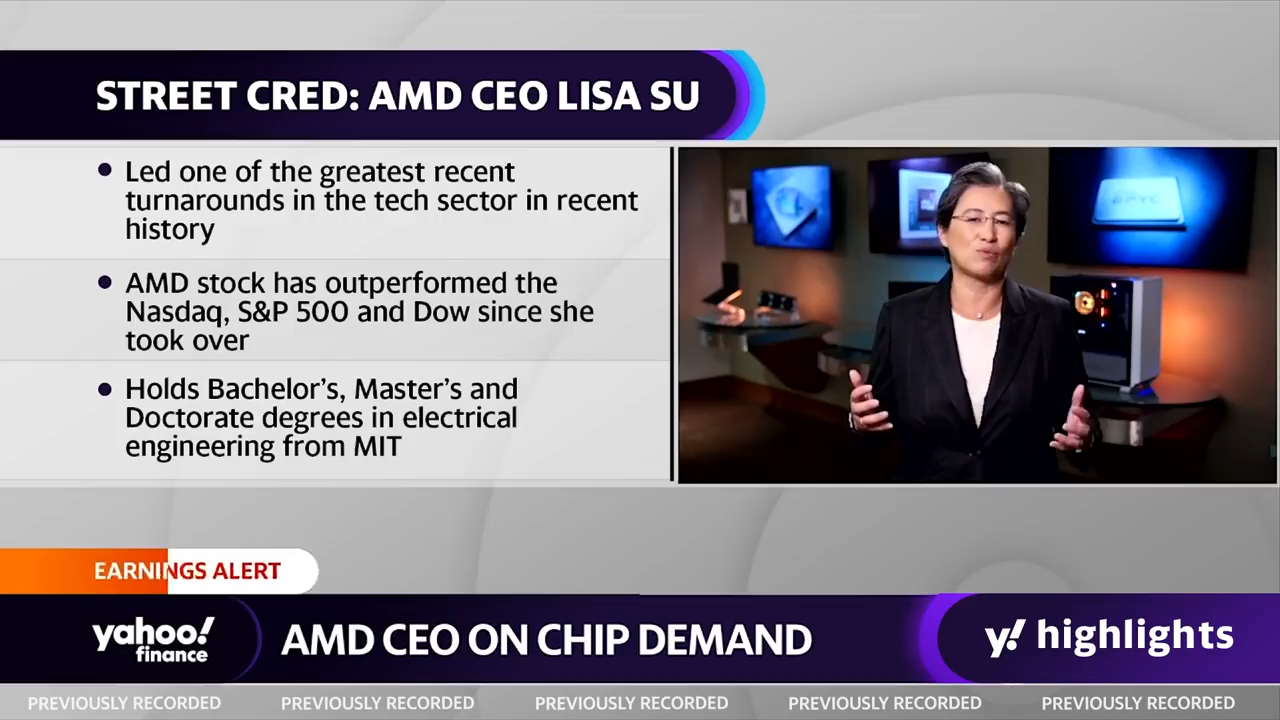 STREET CRED: AMD CEO LISA SU
• Led one of the greatest recent
turnarounds in the tech sector in recent
history
• AMD stock has outperformed the
Nasdaq, S&P 500 and Dow since she
took over
• Holds Bachelor's, Master's and
Doctorate degrees in electrical
engineering from MIT
EPYC
EARNINGS ALERT
yahoo!
finance
AMD CEO ON CHIP DEMAND
y! highlights
PREVIOUSLY RECORDED PREVIOUSLY RECORDED PREVIOUSLY RECORDED PREVIOUSLY RECORDED PREVIOUSLY RECORDED